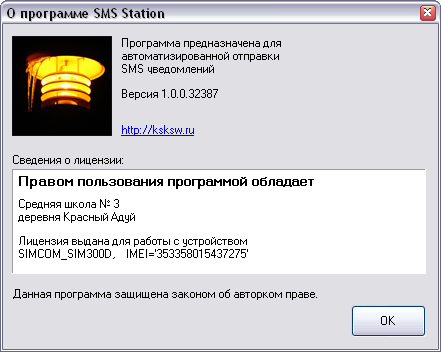 О программе SMS Station
Программа предназначена для
автоматизированной отправки
SMS уведомлений
Версия 1.0.0.32387
http://ksksw.ru
Сведения о лицензии:
Правом пользования программой обладает
Средняя школа № 3
деревня Красный Адуй
Лицензия выдана для работы с устройством
SIMCOM_SIM300D, IMEI='353358015437275'
Данная программа защищена законом об авторком праве.
OK